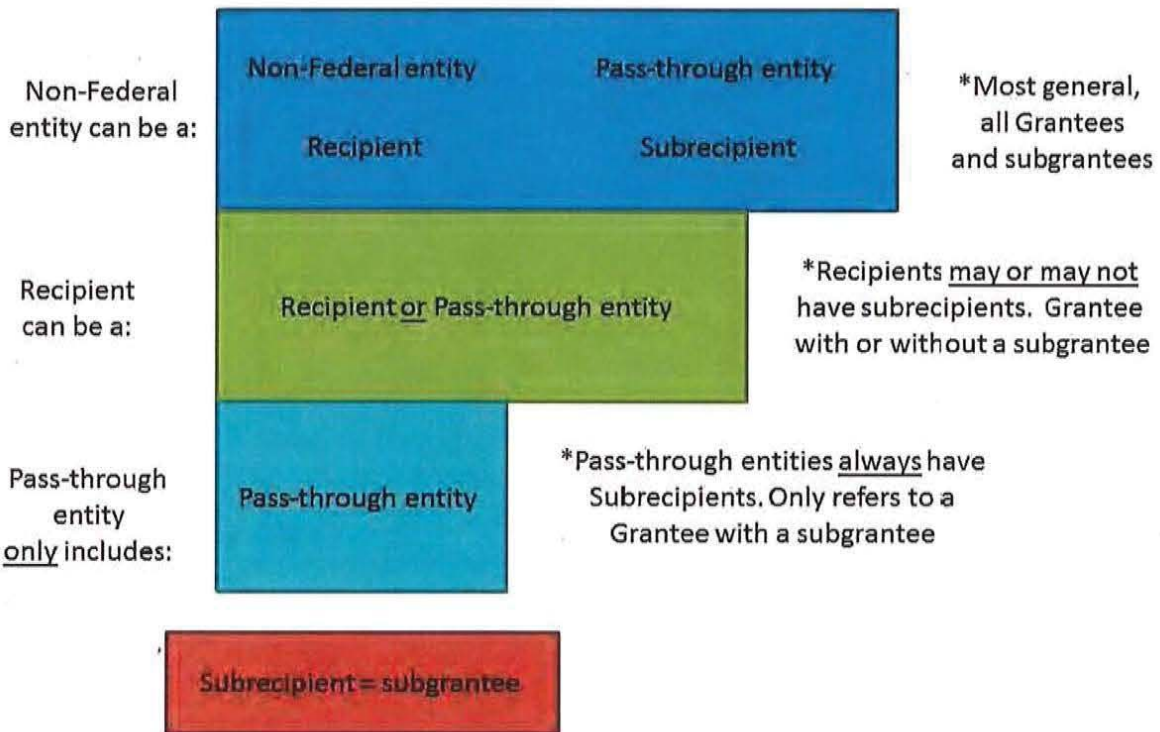 Non-Federal
entity can be a:
Non-Federal entity
Pass-through entity
Recipient
Subrecipient
*Most general,
all Grantees
and subgrantees
Recipient
can be a:
Recipient or Pass-through entity
*Recipients may or may not
have subrecipients. Grantee
with or without a subgrantee
Pass-through
entity
only includes:
Pass-through entity
*Pass-through entities always have
Subrecipients. Only refers to a
Grantee with a subgrantee
Subrecipient = subgrantee